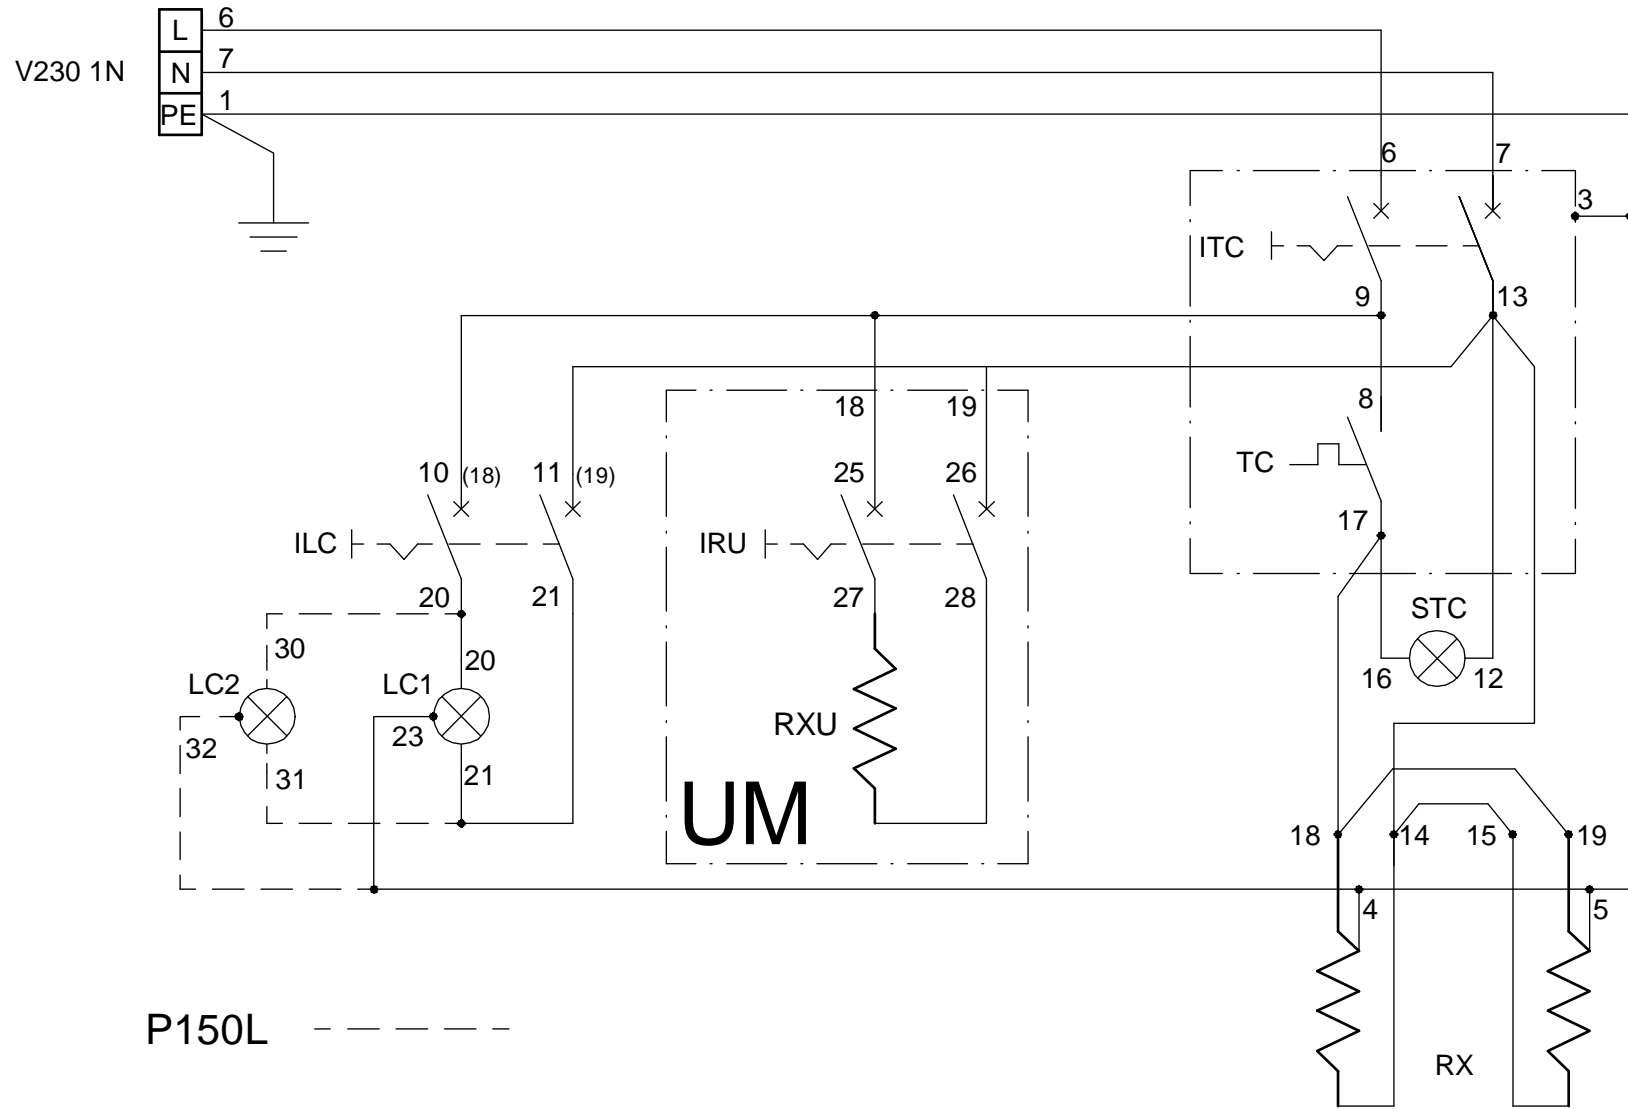 L 6
V230 1N N 7
PE 1
6 7
3
ITC
9 13
8
18 19
10 (18) 11 (19) 25 26
TC
17
ILC IRU
20 21 27 28
STC
30 20
LC2 LC1 16 12
32 23 RXU
31 21
UM
18 14 15 19
4 5
P150L RX